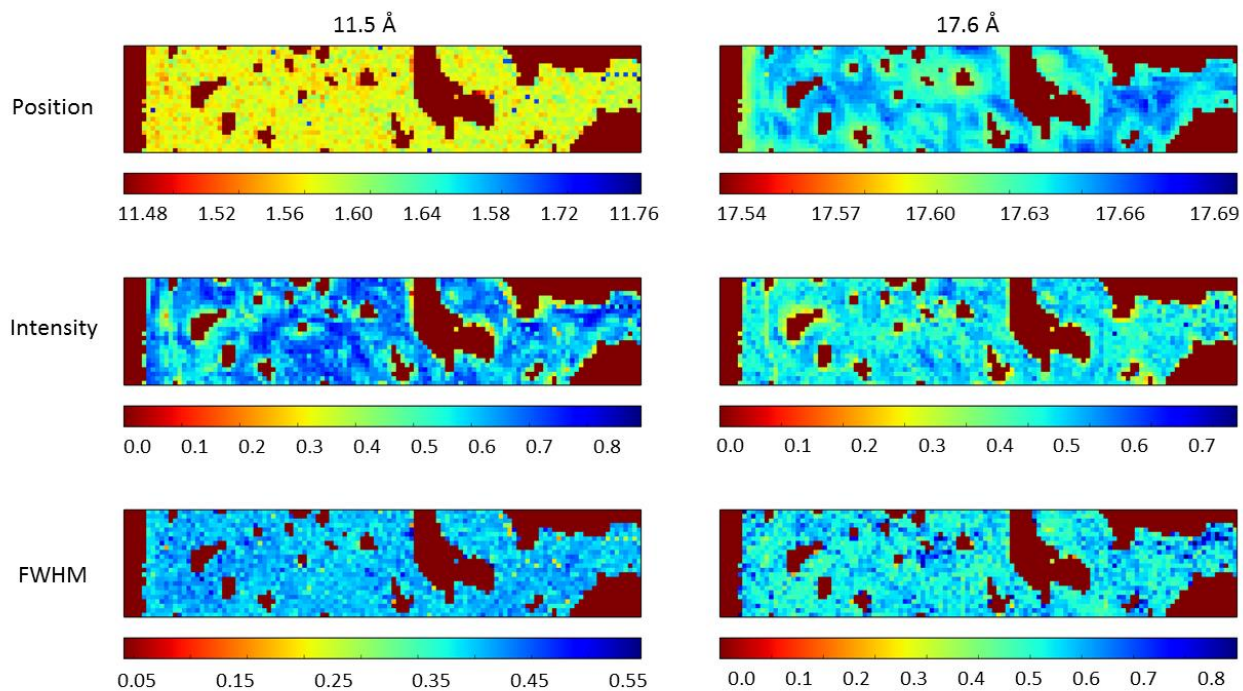 11.5 Å 17.6 Å
Position
11.48 1.52 1.56 1.60 1.64 1.58 1.72 11.76
17.54 17.57 17.60 17.63 17.66 17.69
Intensity
0.0 0.1 0.2 0.3 0.4 0.5 0.6 0.7 0.8
0.0 0.1 0.2 0.3 0.4 0.5 0.6 0.7
FWHM
0.05 0.15 0.25 0.35 0.45 0.55
0.0 0.1 0.2 0.3 0.4 0.5 0.6 0.7 0.8